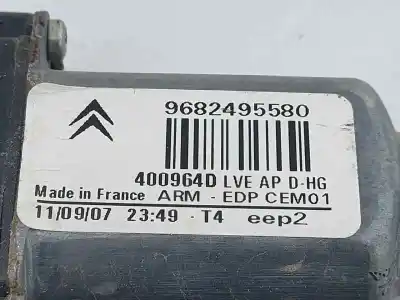 9682495580
400964D LVE AP D-HG
Made in France ARM - EDP CEM01
11/09/07 23:49 - T4 eep2